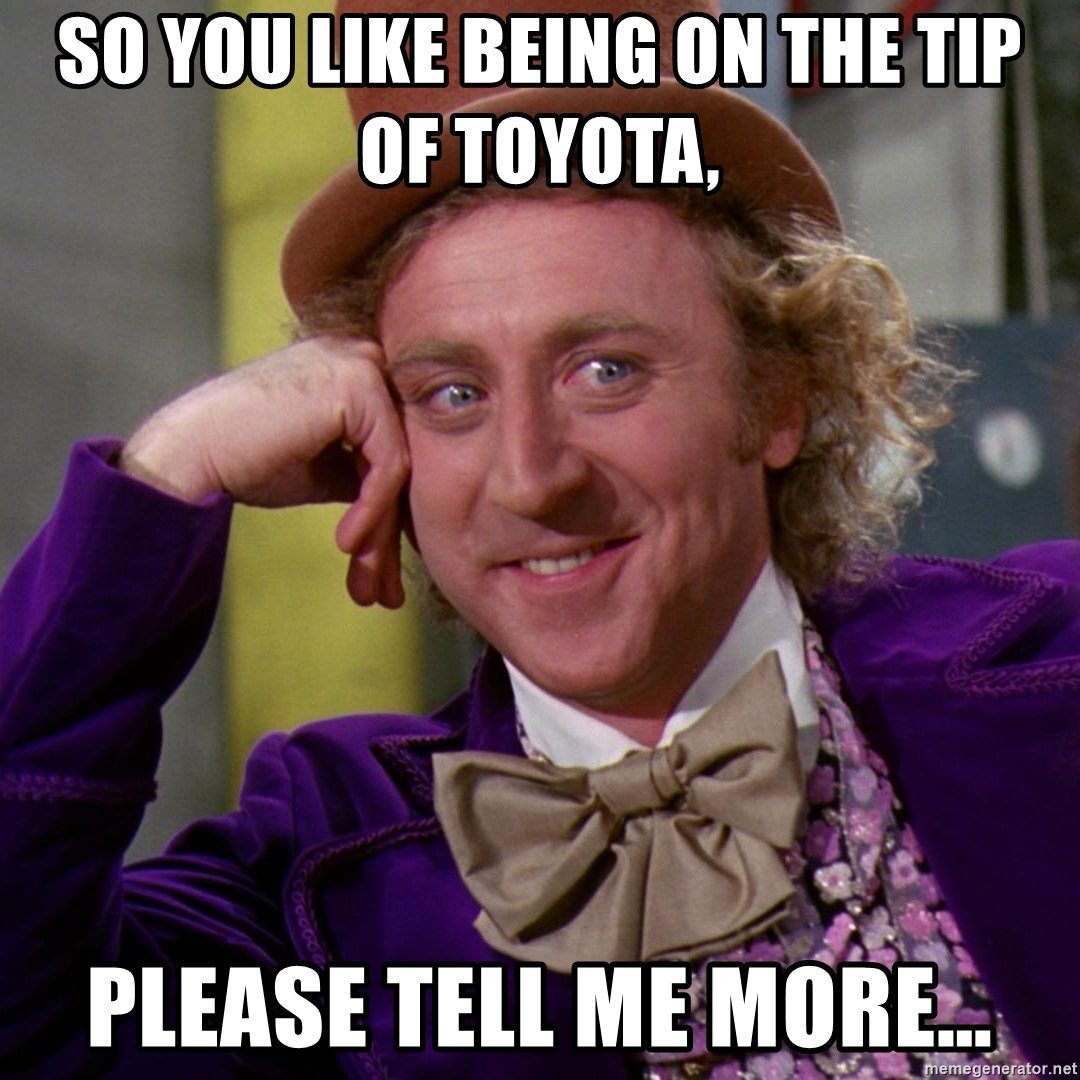 SO YOU LIKE BEING ON THE TIP
OF TOYOTA,
PLEASE TELL ME MORE...
memegenerator.net